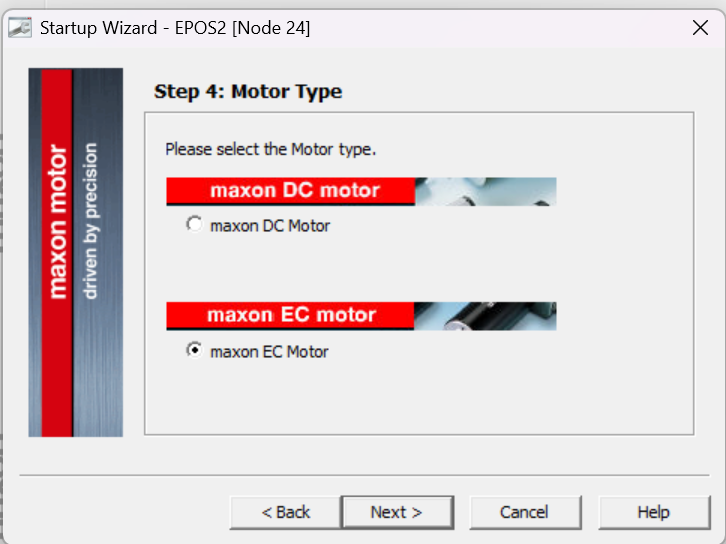 Startup Wizard - EPOS2 [Node 24]
maxon motor
driven by precision
Step 4: Motor Type
Please select the Motor type.
maxon DC motor
maxon DC Motor
maxon EC motor
maxon EC Motor
< Back
Next >
Cancel
Help